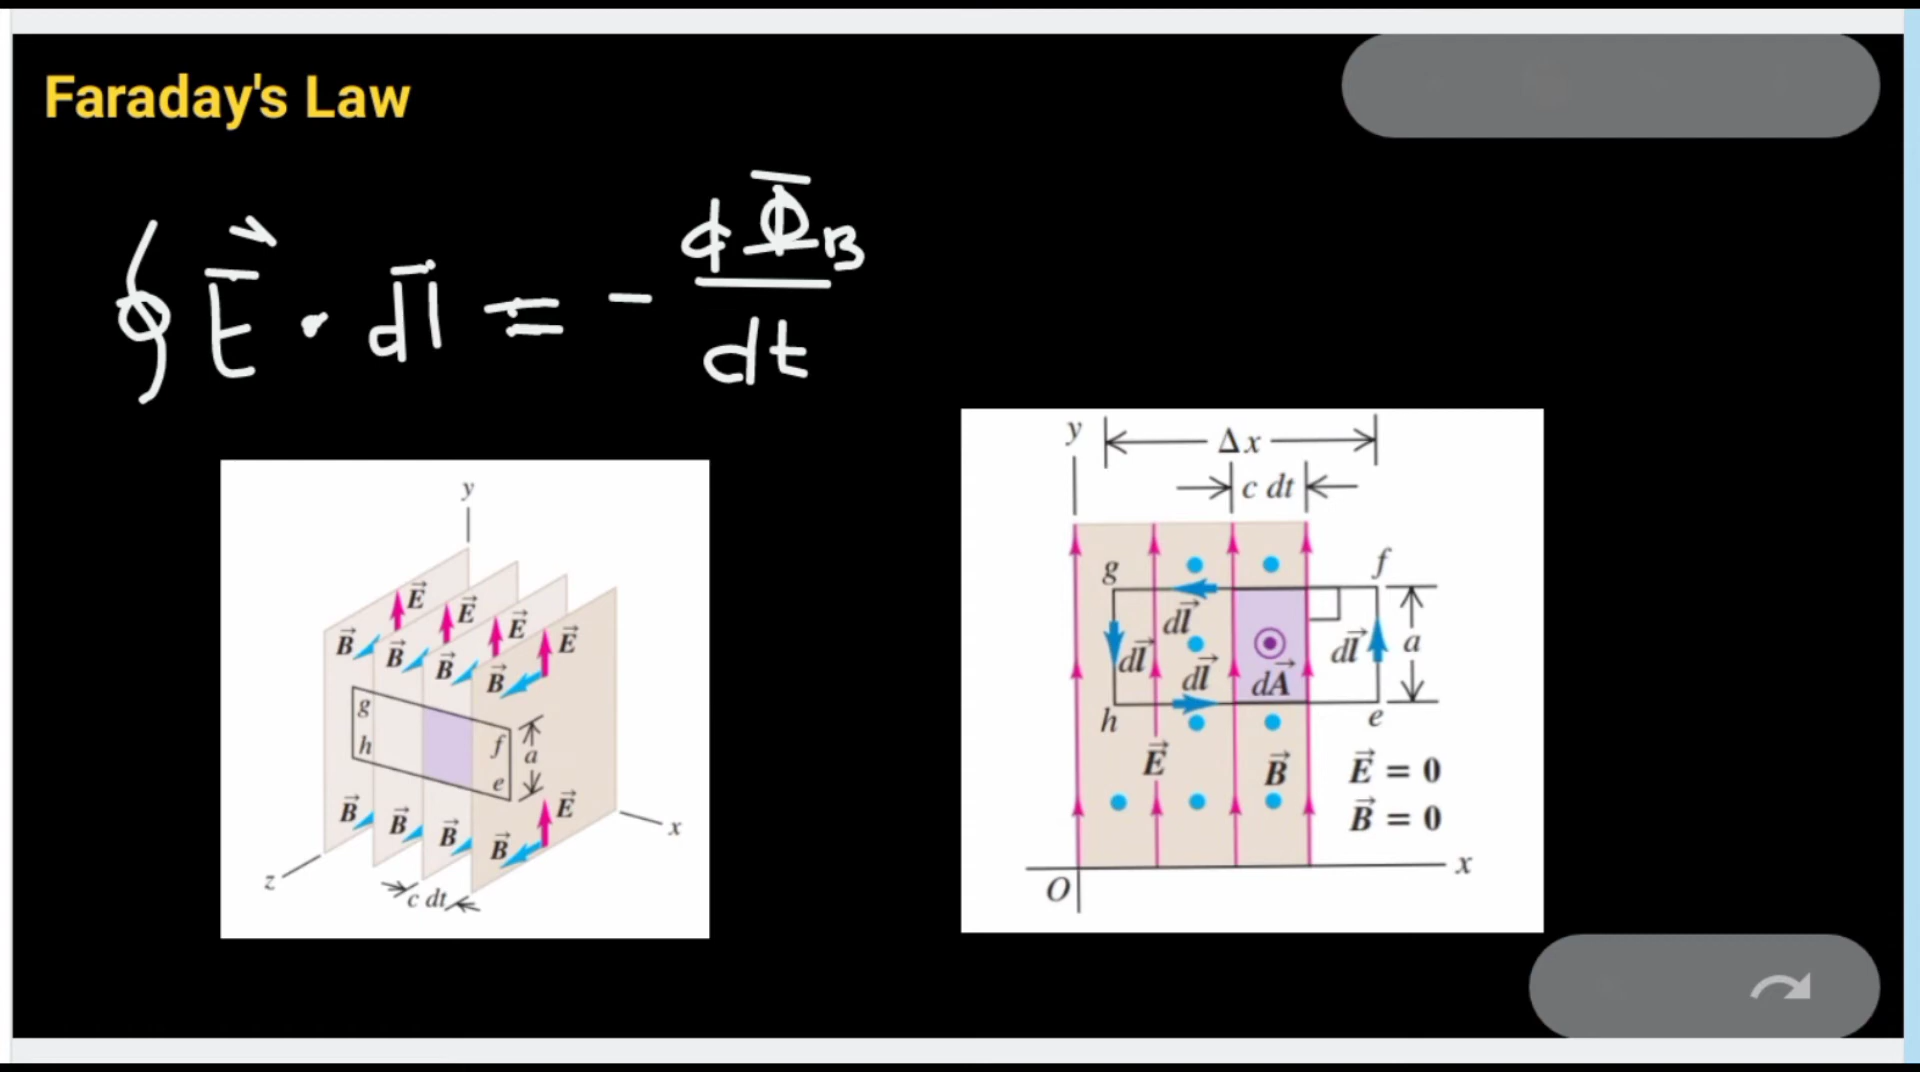 Faraday's Law
∮ E⃗ · dl = - dΦB
dt
y
E⃗ E⃗ E⃗ E⃗
B⃗ B⃗ B⃗ B⃗
g
h
f
a
e
E⃗
B⃗ B⃗ B⃗ B⃗
x
z
c dt
y
Δx
c dt
g
f
dl⃗
dl⃗ dl⃗ dl⃗ a
dA⃗
h
e
E⃗ B⃗
E⃗ = 0
B⃗ = 0
x
O